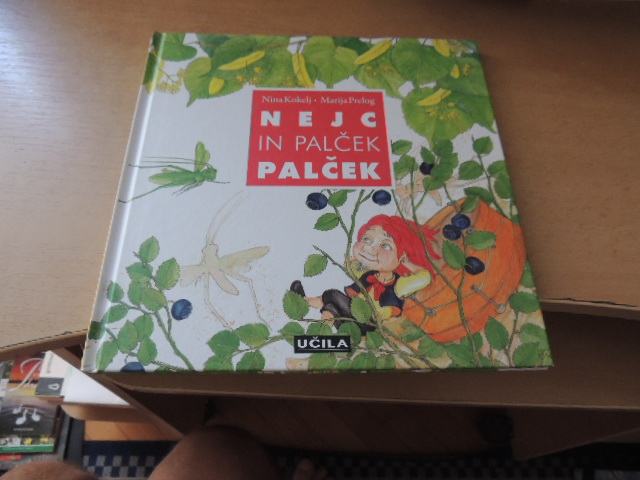 Nina Kokelj • Marija Prelog
NEJC
IN PALČEK
PALČEK
UČILA